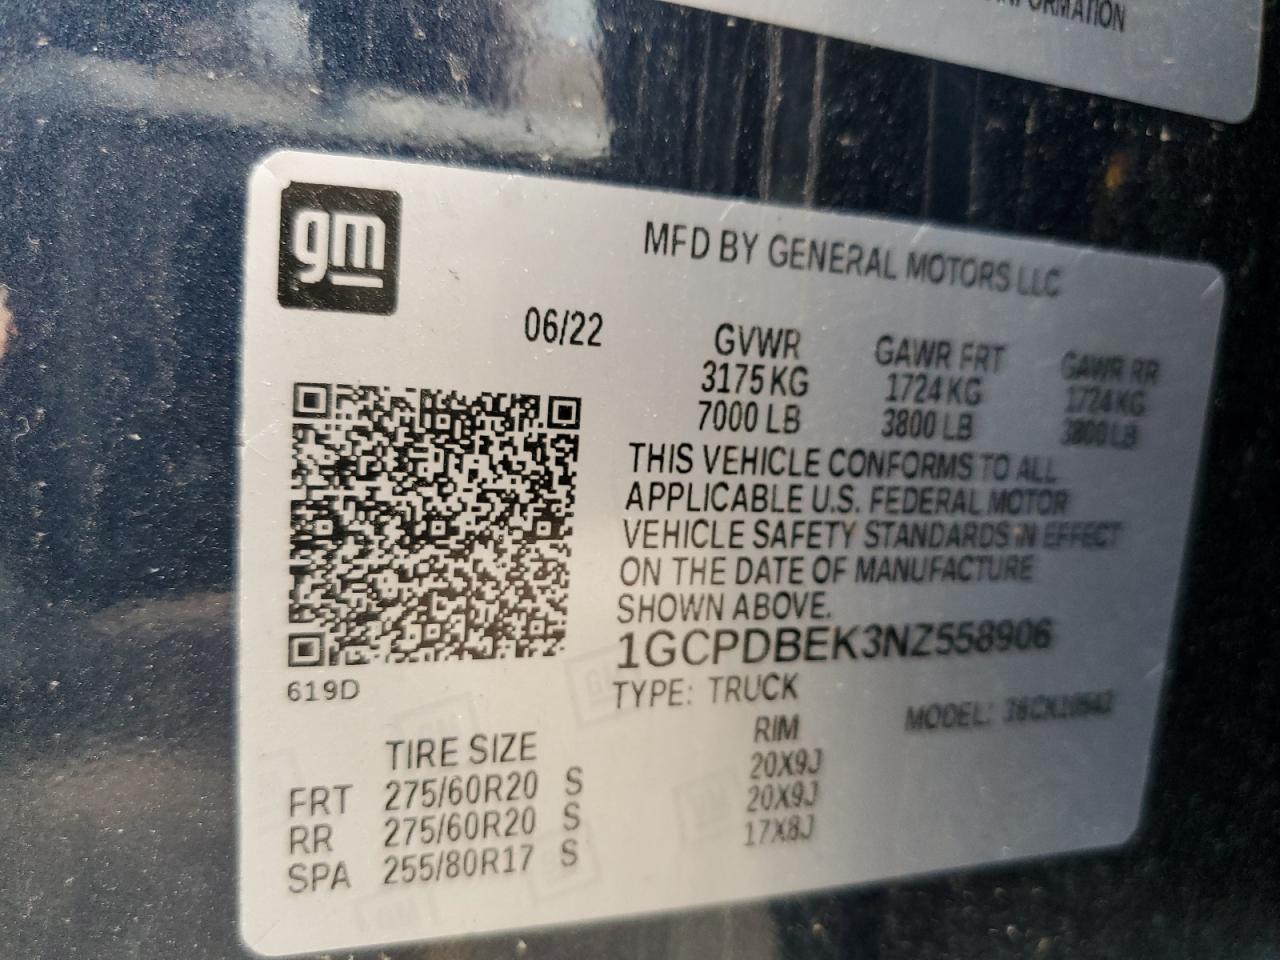 INFORMATION
gm
MFD BY GENERAL MOTORS LLC
06/22
GVWR GAWR FRT GAWR RR
3175 KG 1724 KG 1724 KG
7000 LB 3800 LB 3800 LB
THIS VEHICLE CONFORMS TO ALL
APPLICABLE U.S. FEDERAL MOTOR
VEHICLE SAFETY STANDARDS IN EFFECT
ON THE DATE OF MANUFACTURE
SHOWN ABOVE.
1GCPDBEK3NZ558906
619D
TYPE: TRUCK
MODEL:
TIRE SIZE RIM
FRT 275/60R20 S 20X9J
RR 275/60R20 S 20X9J
SPA 255/80R17 S 17X8J